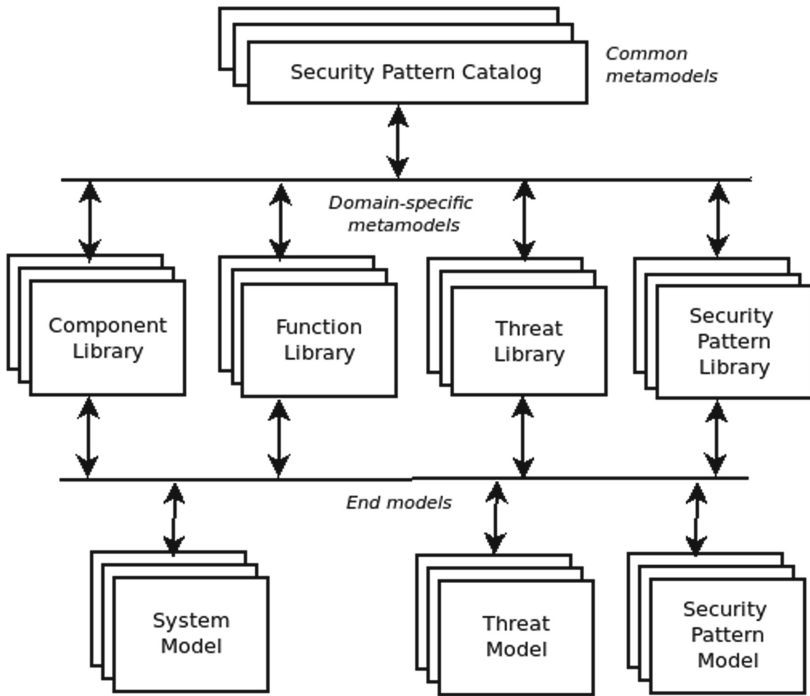 Security Pattern Catalog
Common
metamodels
Domain-specific
metamodels
Component
Library
Function
Library
Threat
Library
Security
Pattern
Library
End models
System
Model
Threat
Model
Security
Pattern
Model